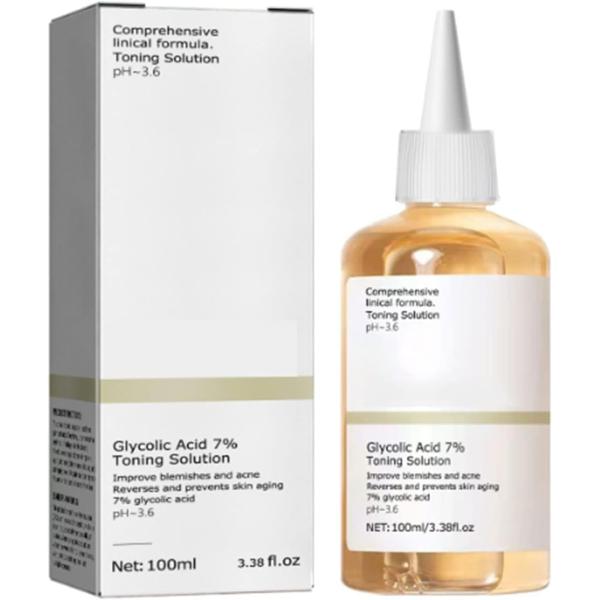 Comprehensive
linical formula.
Toning Solution
pH~3.6
Glycolic Acid 7%
Toning Solution
Improve blemishes and acne
Reverses and prevents skin aging
7% glycolic acid
pH~3.6
Net: 100ml 3.38 fl.oz
Comprehensive
linical formula.
Toning Solution
pH~3.6
Glycolic Acid 7%
Toning Solution
Improve blemishes and acne
Reverses and prevents skin aging
7% glycolic acid
pH~3.6
NET: 100ml/3.38fl.oz